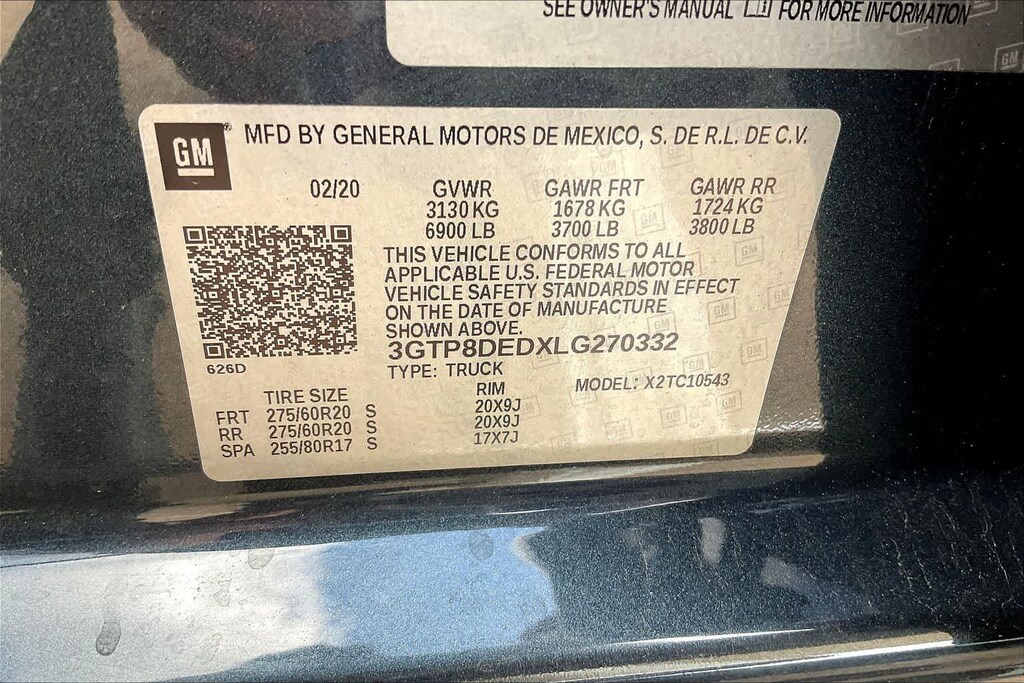 SEE OWNER'S MANUAL FOR MORE INFORMATION
GM ® MFD BY GENERAL MOTORS DE MEXICO, S. DE R.L. DE C.V.
02/20 GVWR GAWR FRT GAWR RR
3130 KG 1678 KG 1724 KG
6900 LB 3700 LB 3800 LB
THIS VEHICLE CONFORMS TO ALL
APPLICABLE U.S. FEDERAL MOTOR
VEHICLE SAFETY STANDARDS IN EFFECT
ON THE DATE OF MANUFACTURE
SHOWN ABOVE.
3GTP8DEDXLG270332
626D
TYPE: TRUCK
MODEL: X2TC10543
TIRE SIZE RIM
FRT 275/60R20 S 20X9J
RR 275/60R20 S 20X9J
SPA 255/80R17 S 17X7J